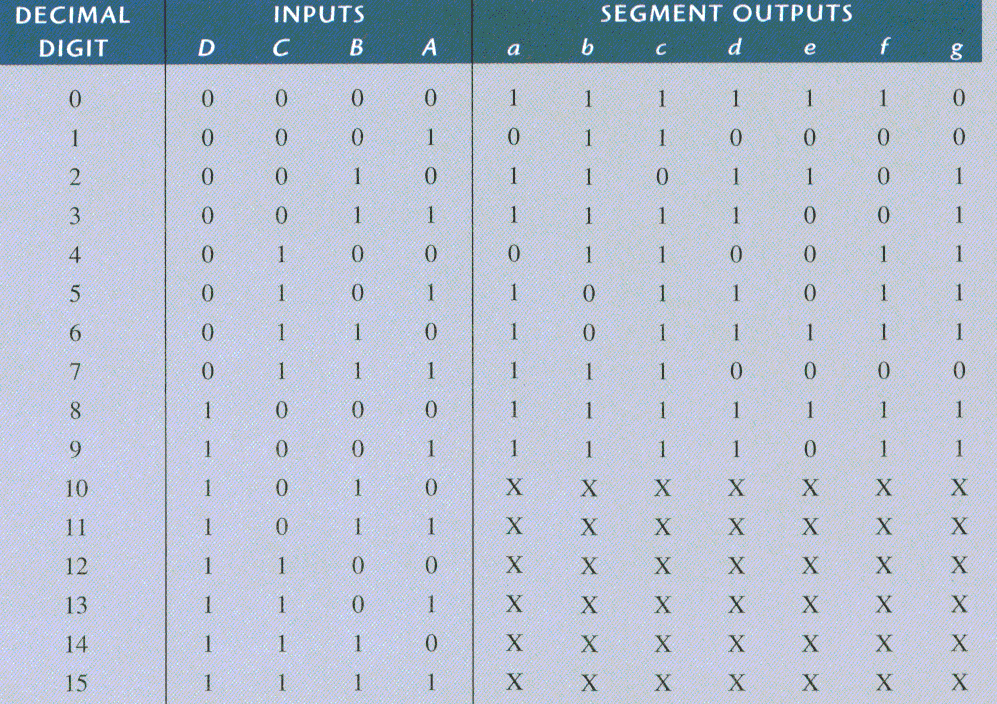 DECIMAL INPUTS SEGMENT OUTPUTS
DIGIT D C B A a b c d e f g
0 0 0 0 0 1 1 1 1 1 1 0
1 0 0 0 1 0 1 1 0 0 0 0
2 0 0 1 0 1 1 0 1 1 0 1
3 0 0 1 1 1 1 1 1 0 0 1
4 0 1 0 0 0 1 1 0 0 1 1
5 0 1 0 1 1 0 1 1 0 1 1
6 0 1 1 0 1 0 1 1 1 1 1
7 0 1 1 1 1 1 1 0 0 0 0
8 1 0 0 0 1 1 1 1 1 1 1
9 1 0 0 1 1 1 1 1 0 1 1
10 1 0 1 0 X X X X X X X
11 1 0 1 1 X X X X X X X
12 1 1 0 0 X X X X X X X
13 1 1 0 1 X X X X X X X
14 1 1 1 0 X X X X X X X
15 1 1 1 1 X X X X X X X